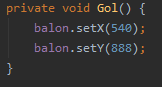 private void Gol() {
    balon.setX(540);
    balon.setY(888);
}